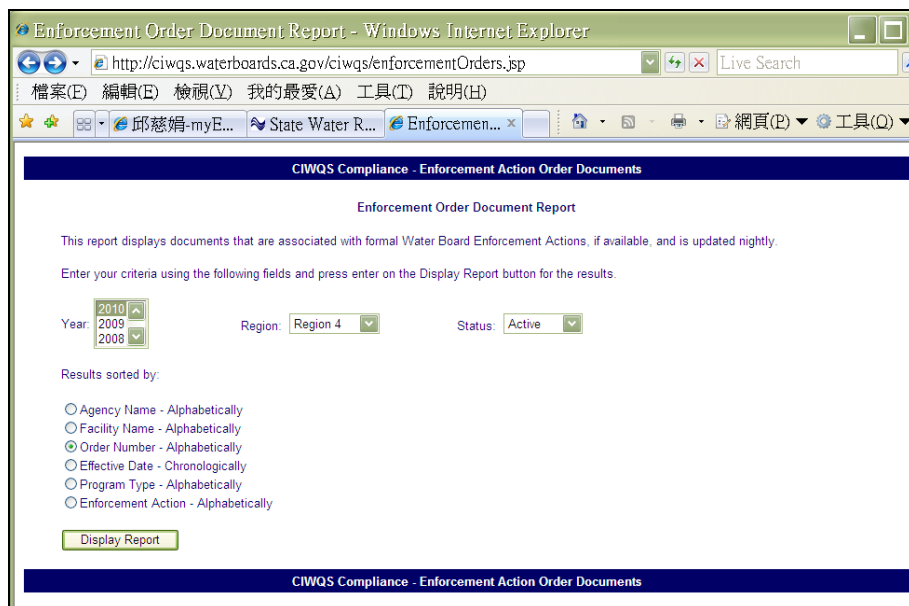 Enforcement Order Document Report - Windows Internet Explorer
http://ciwqs.waterboards.ca.gov/ciwqs/enforcementOrders.jsp Live Search
檔案(F) 編輯(E) 檢視(V) 我的最愛(A) 工具(T) 說明(H)
邱慈娟-myE... State Water R... Enforcemen... × 網頁(P) 工具(O)
CIWQS Compliance - Enforcement Action Order Documents
Enforcement Order Document Report
This report displays documents that are associated with formal Water Board Enforcement Actions, if available, and is updated nightly.
Enter your criteria using the following fields and press enter on the Display Report button for the results.
Year: 2010 2009 2008 Region: Region 4 Status: Active
Results sorted by:
Agency Name - Alphabetically
Facility Name - Alphabetically
Order Number - Alphabetically
Effective Date - Chronologically
Program Type - Alphabetically
Enforcement Action - Alphabetically
Display Report
CIWQS Compliance - Enforcement Action Order Documents